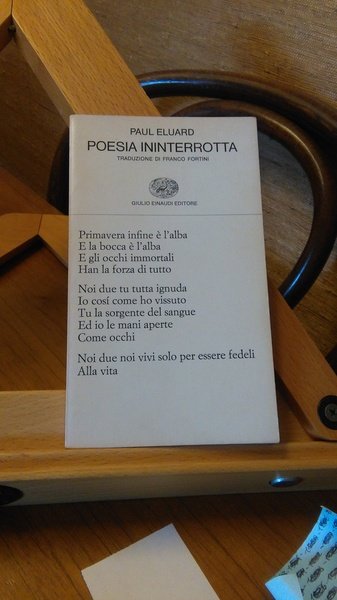 PAUL ELUARD
POESIA ININTERROTTA
TRADUZIONE DI FRANCO FORTINI
GIULIO EINAUDI EDITORE
Primavera infine è l'alba
E la bocca è l'alba
E gli occhi immortali
Han la forza di tutto
Noi due tu tutta ignuda
Io cosí come ho vissuto
Tu la sorgente del sangue
Ed io le mani aperte
Come occhi
Noi due noi vivi solo per essere fedeli
Alla vita